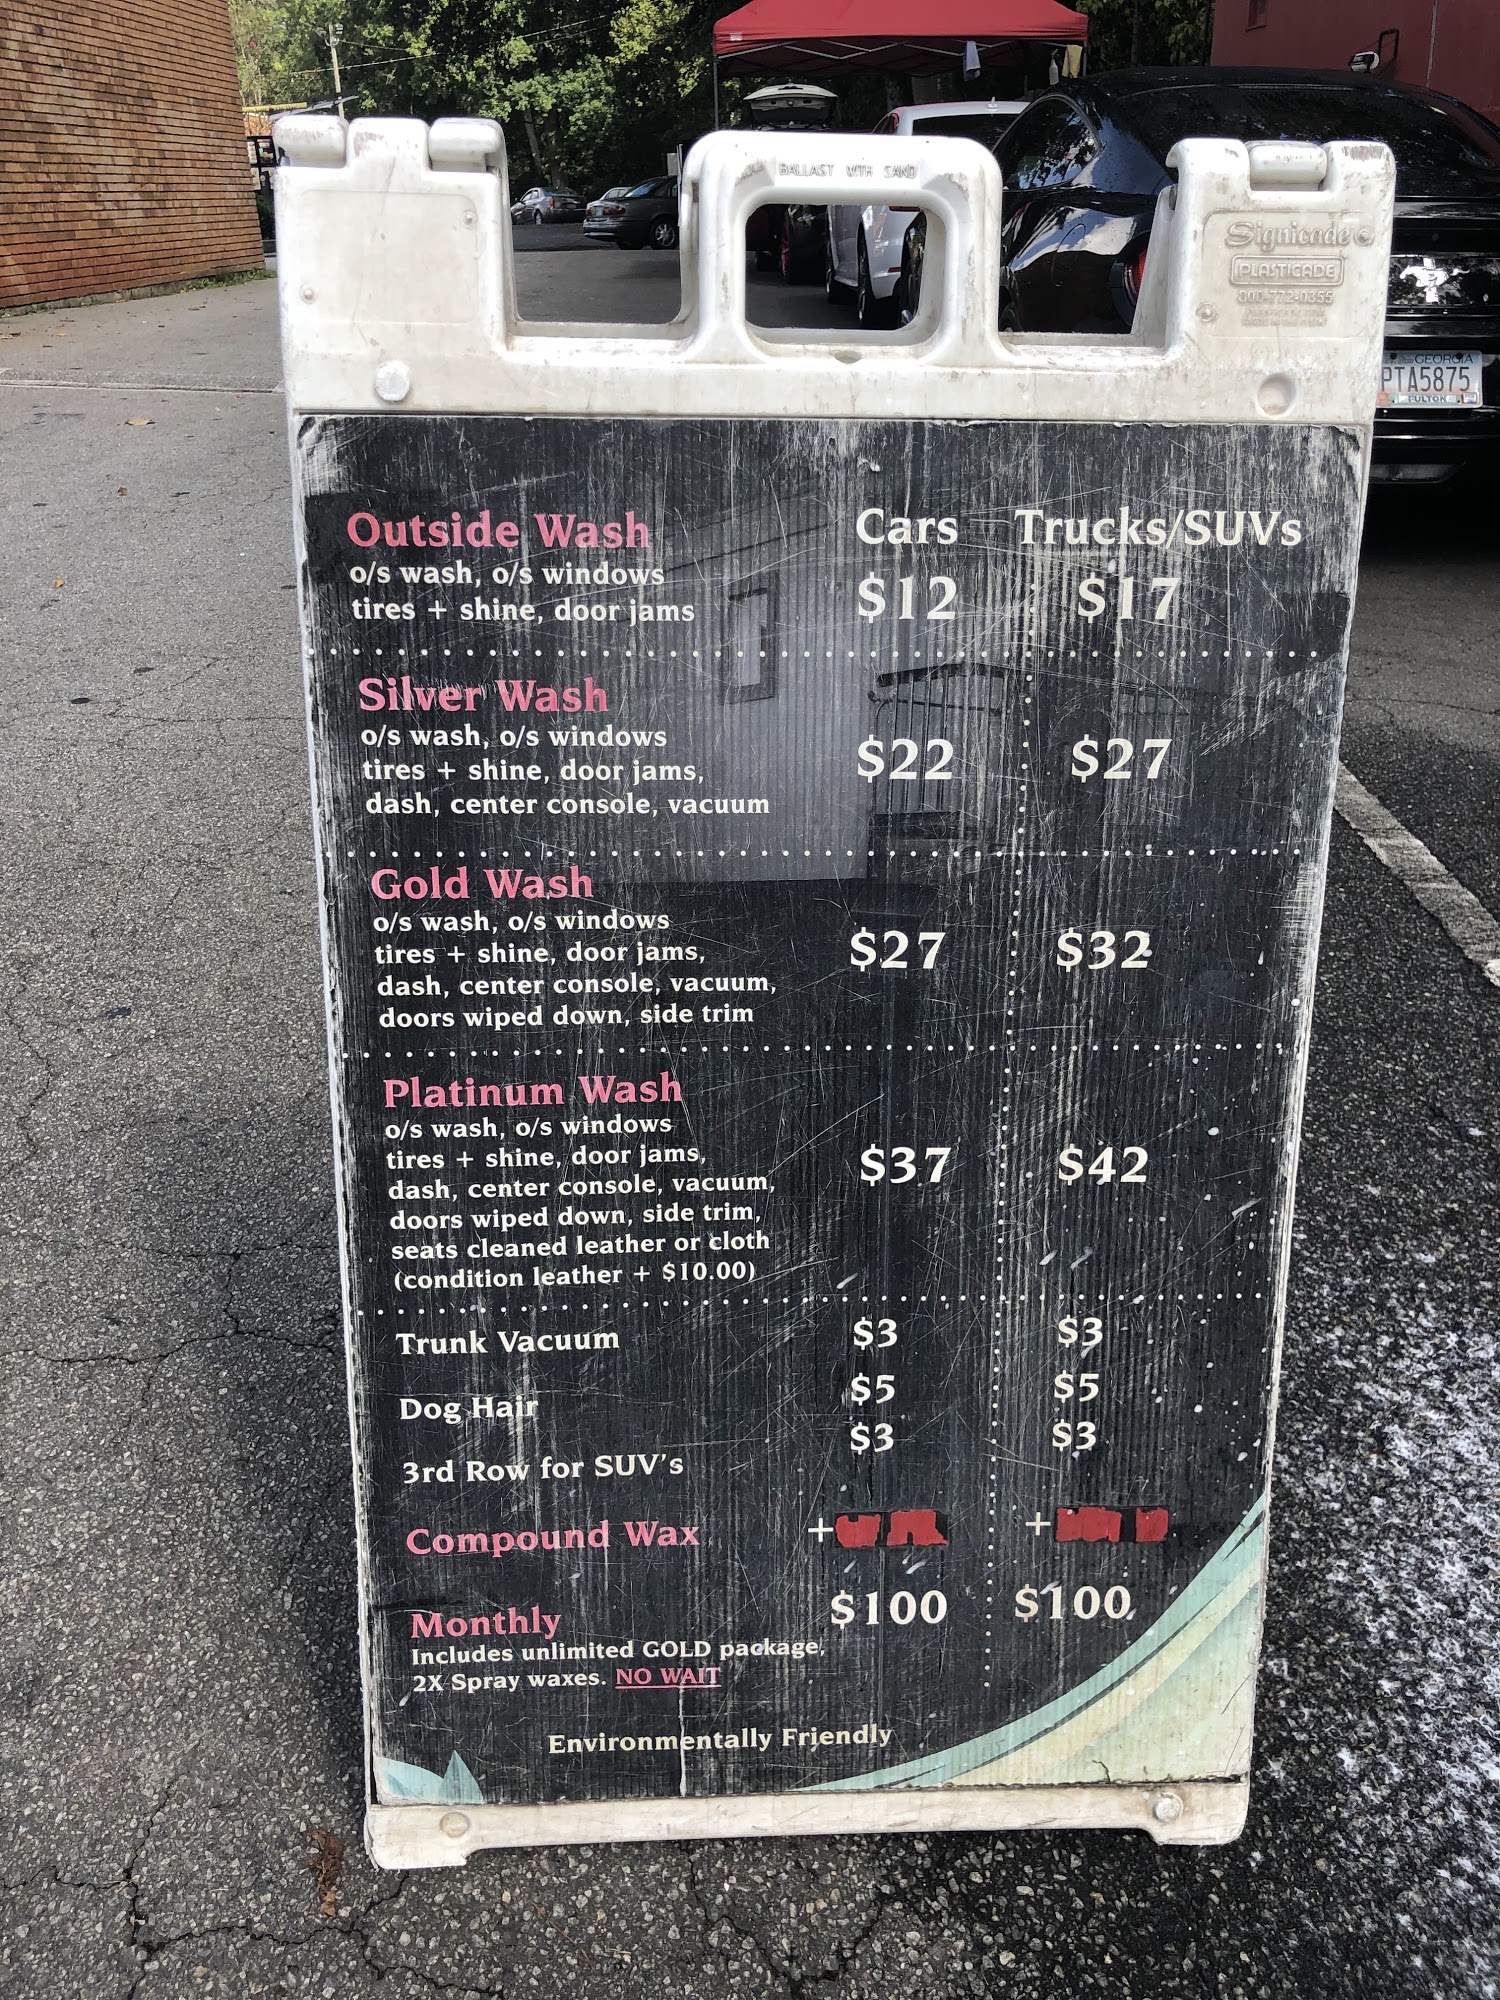 BALLAST WITH SAND
Signicade
PLASTICADE
800-772-0355
GEORGIA
PTA5875
FULTON
Outside Wash Cars Trucks/SUVs
o/s wash, o/s windows
tires + shine, door jams $12 $17
Silver Wash
o/s wash, o/s windows
tires + shine, door jams, $22 $27
dash, center console, vacuum
Gold Wash
o/s wash, o/s windows
tires + shine, door jams, $27 $32
dash, center console, vacuum,
doors wiped down, side trim
Platinum Wash
o/s wash, o/s windows
tires + shine, door jams, $37 $42
dash, center console, vacuum,
doors wiped down, side trim,
seats cleaned leather or cloth
(condition leather + $10.00)
Trunk Vacuum $3 $3
Dog Hair $5 $5
3rd Row for SUV's $3 $3
Compound Wax + +
Monthly $100 $100
Includes unlimited GOLD package,
2X Spray waxes. NO WAIT
Environmentally Friendly